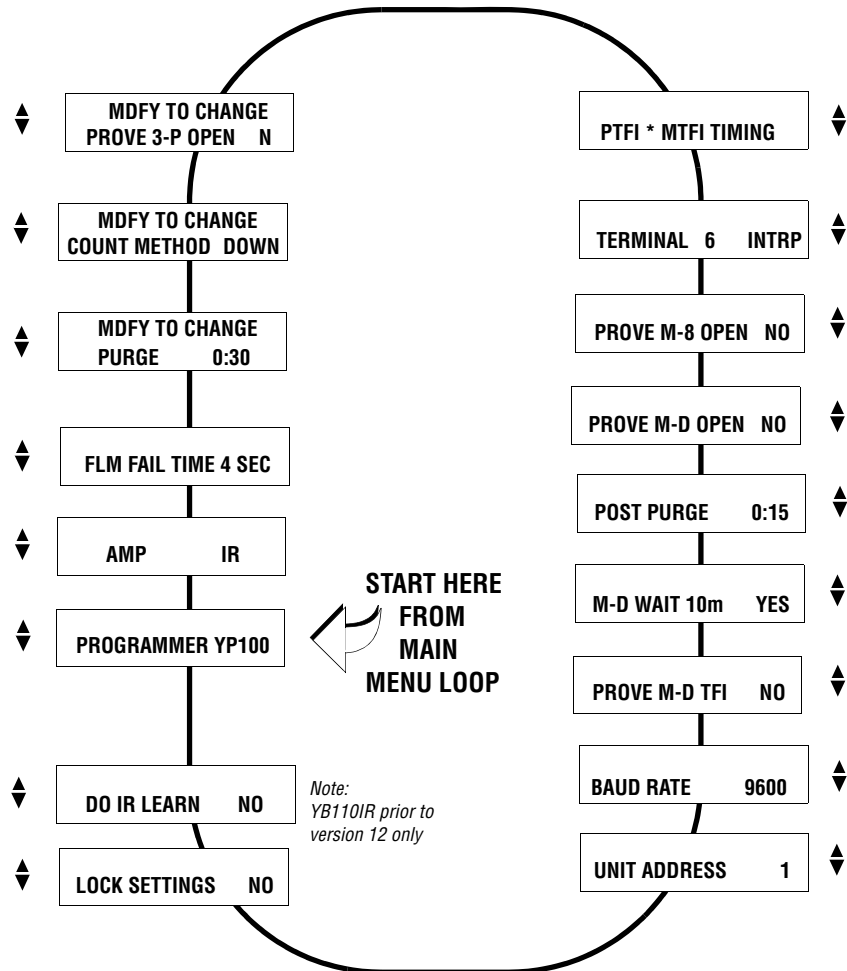 MDFY TO CHANGE
PROVE 3-P OPEN N
MDFY TO CHANGE
COUNT METHOD DOWN
MDFY TO CHANGE
PURGE 0:30
FLM FAIL TIME 4 SEC
AMP IR
PROGRAMMER YP100
START HERE
FROM
MAIN
MENU LOOP
DO IR LEARN NO
Note:
YB110IR prior to
version 12 only
LOCK SETTINGS NO
PTFI * MTFI TIMING
TERMINAL 6 INTRP
PROVE M-8 OPEN NO
PROVE M-D OPEN NO
POST PURGE 0:15
M-D WAIT 10m YES
PROVE M-D TFI NO
BAUD RATE 9600
UNIT ADDRESS 1